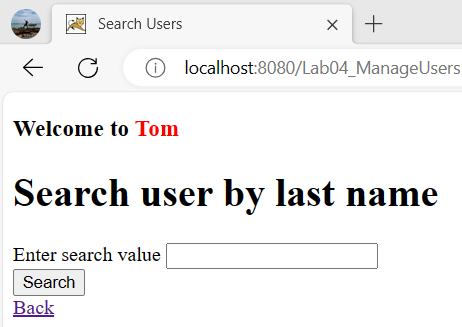 Search Users
localhost:8080/Lab04_ManageUsers
Welcome to Tom
Search user by last name
Enter search value
Search
Back